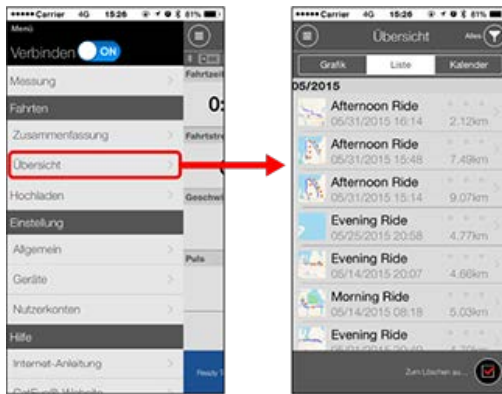 Carrier 4G 15:26 81%
Menü
Verbinden ON
Messung
Fahrten
Zusammenfassung
Übersicht
Hochladen
Einstellung
Allgemein
Geräte
Nutzerkonten
Hilfe
Internet-Anleitung
Fahrtzeit
0:
Fahrtstre
Geschwi
Puls
Ready T
Carrier 4G 15:26 81%
Übersicht Alles
Grafik Liste Kalender
05/2015
Afternoon Ride
05/31/2015 16:14 2.12km
Afternoon Ride
05/31/2015 15:48 7.49km
Afternoon Ride
05/31/2015 15:14 9.07km
Evening Ride
05/25/2015 20:58 4.77km
Evening Ride
05/14/2015 20:07 4.66km
Morning Ride
05/14/2015 08:18 5.03km
Evening Ride
Zum Löschen au...